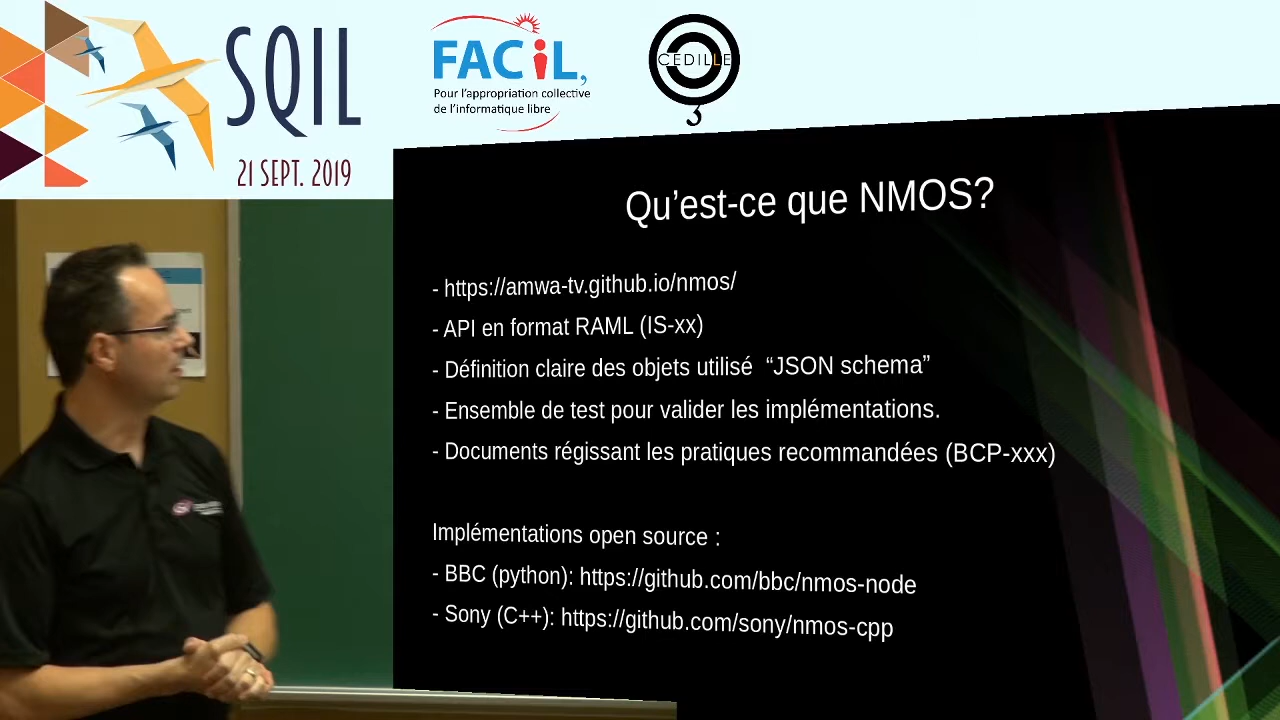 SQIL
21 SEPT. 2019
FACiL,
Pour l'appropriation collective
de l'informatique libre
CEDILLE
Qu'est-ce que NMOS?
- https://amwa-tv.github.io/nmos/
- API en format RAML (IS-xx)
- Définition claire des objets utilisé “JSON schema”
- Ensemble de test pour valider les implémentations.
- Documents régissant les pratiques recommandées (BCP-xxx)
Implémentations open source :
- BBC (python): https://github.com/bbc/nmos-node
- Sony (C++): https://github.com/sony/nmos-cpp